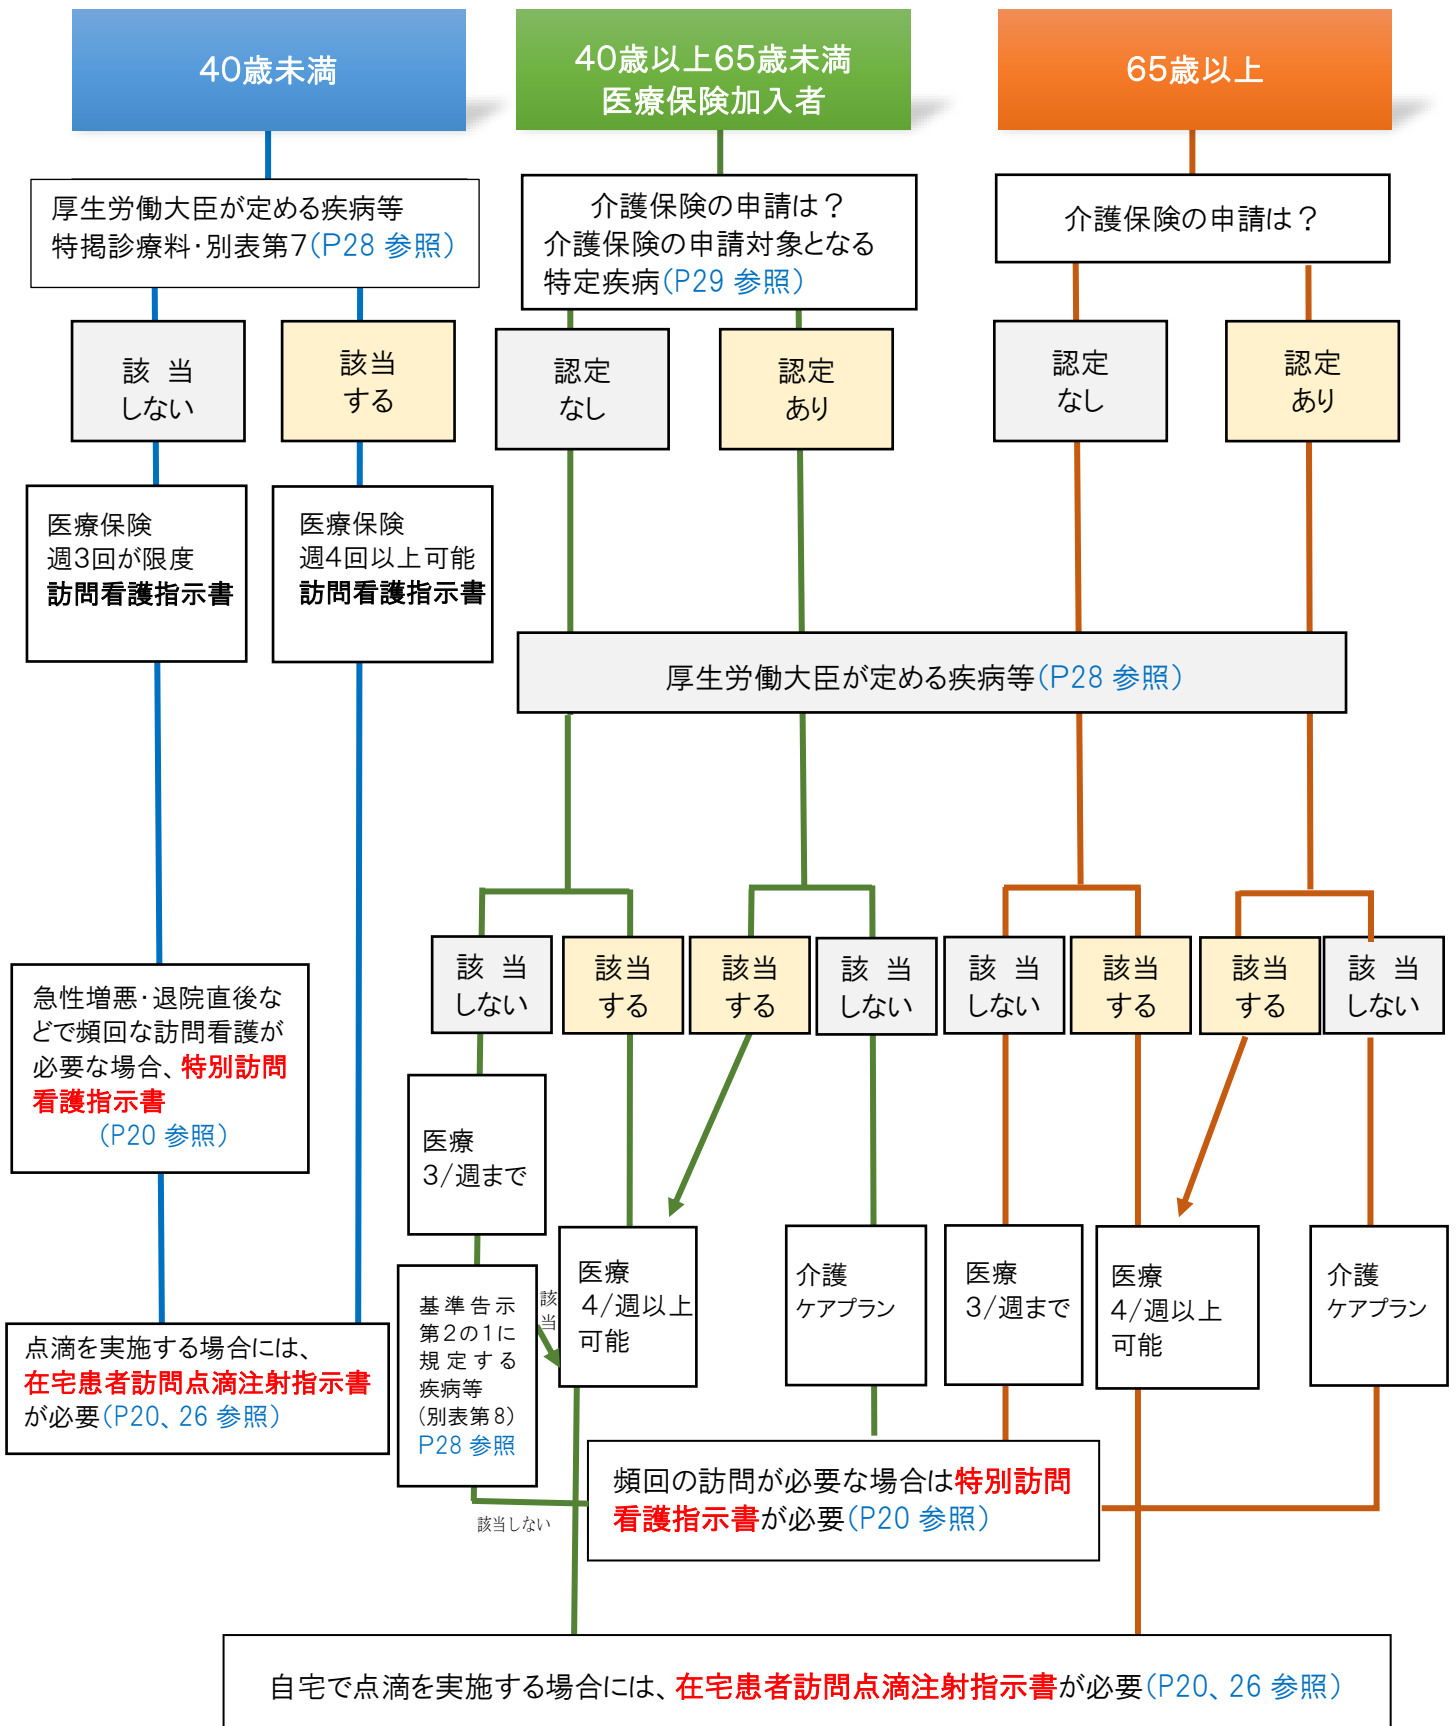 40歳未満
40歳以上65歳未満
医療保険加入者
65歳以上
厚生労働大臣が定める疾病等
特掲診療料・別表第7(P28 参照)
介護保険の申請は？
介護保険の申請対象となる
特定疾病(P29 参照)
介護保険の申請は？
該 当
しない
該当
する
認定
なし
認定
あり
認定
なし
認定
あり
医療保険
週3回が限度
訪問看護指示書
医療保険
週4回以上可能
訪問看護指示書
厚生労働大臣が定める疾病等(P28 参照)
急性増悪・退院直後な
どで頻回な訪問看護が
必要な場合、特別訪問
看護指示書
(P20 参照)
該 当
しない
該当
する
該当
する
該 当
しない
該 当
しない
該当
する
該当
する
該 当
しない
医療
3/週まで
基準告示
第2の1に
規定する
疾病等
(別表第8)
P28 参照
該
当
医療
4/週以上
可能
介護
ケアプラン
医療
3/週まで
医療
4/週以上
可能
介護
ケアプラン
点滴を実施する場合には、
在宅患者訪問点滴注射指示書
が必要(P20、26 参照)
該当しない
頻回の訪問が必要な場合は特別訪問
看護指示書が必要(P20 参照)
自宅で点滴を実施する場合には、在宅患者訪問点滴注射指示書が必要(P20、26 参照)